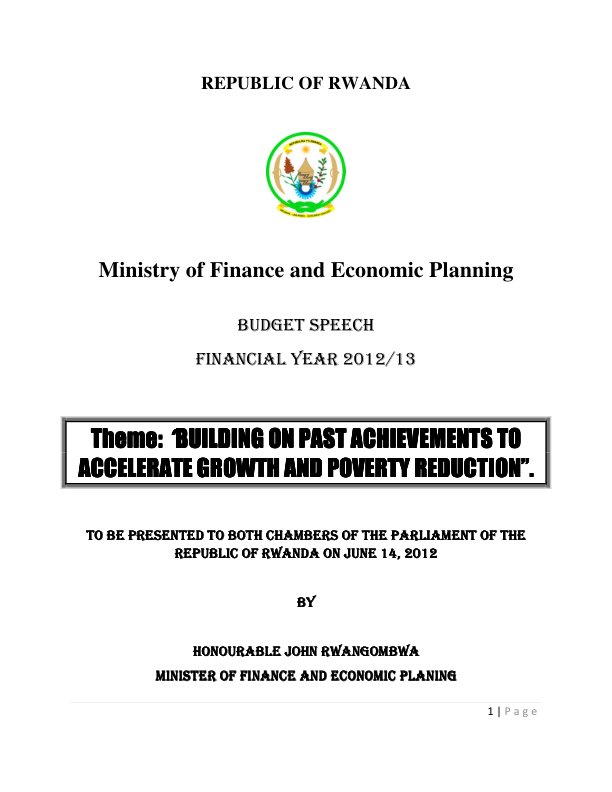 REPUBLIC OF RWANDA
Ministry of Finance and Economic Planning
BUDGET SPEECH
FINANCIAL YEAR 2012/13
Theme: “BUILDING ON PAST ACHIEVEMENTS TO
ACCELERATE GROWTH AND POVERTY REDUCTION”.
TO BE PRESENTED TO BOTH CHAMBERS OF THE PARLIAMENT OF THE
REPUBLIC OF RWANDA ON JUNE 14, 2012
BY
HONOURABLE JOHN RWANGOMBWA
MINISTER OF FINANCE AND ECONOMIC PLANING
1 | Page